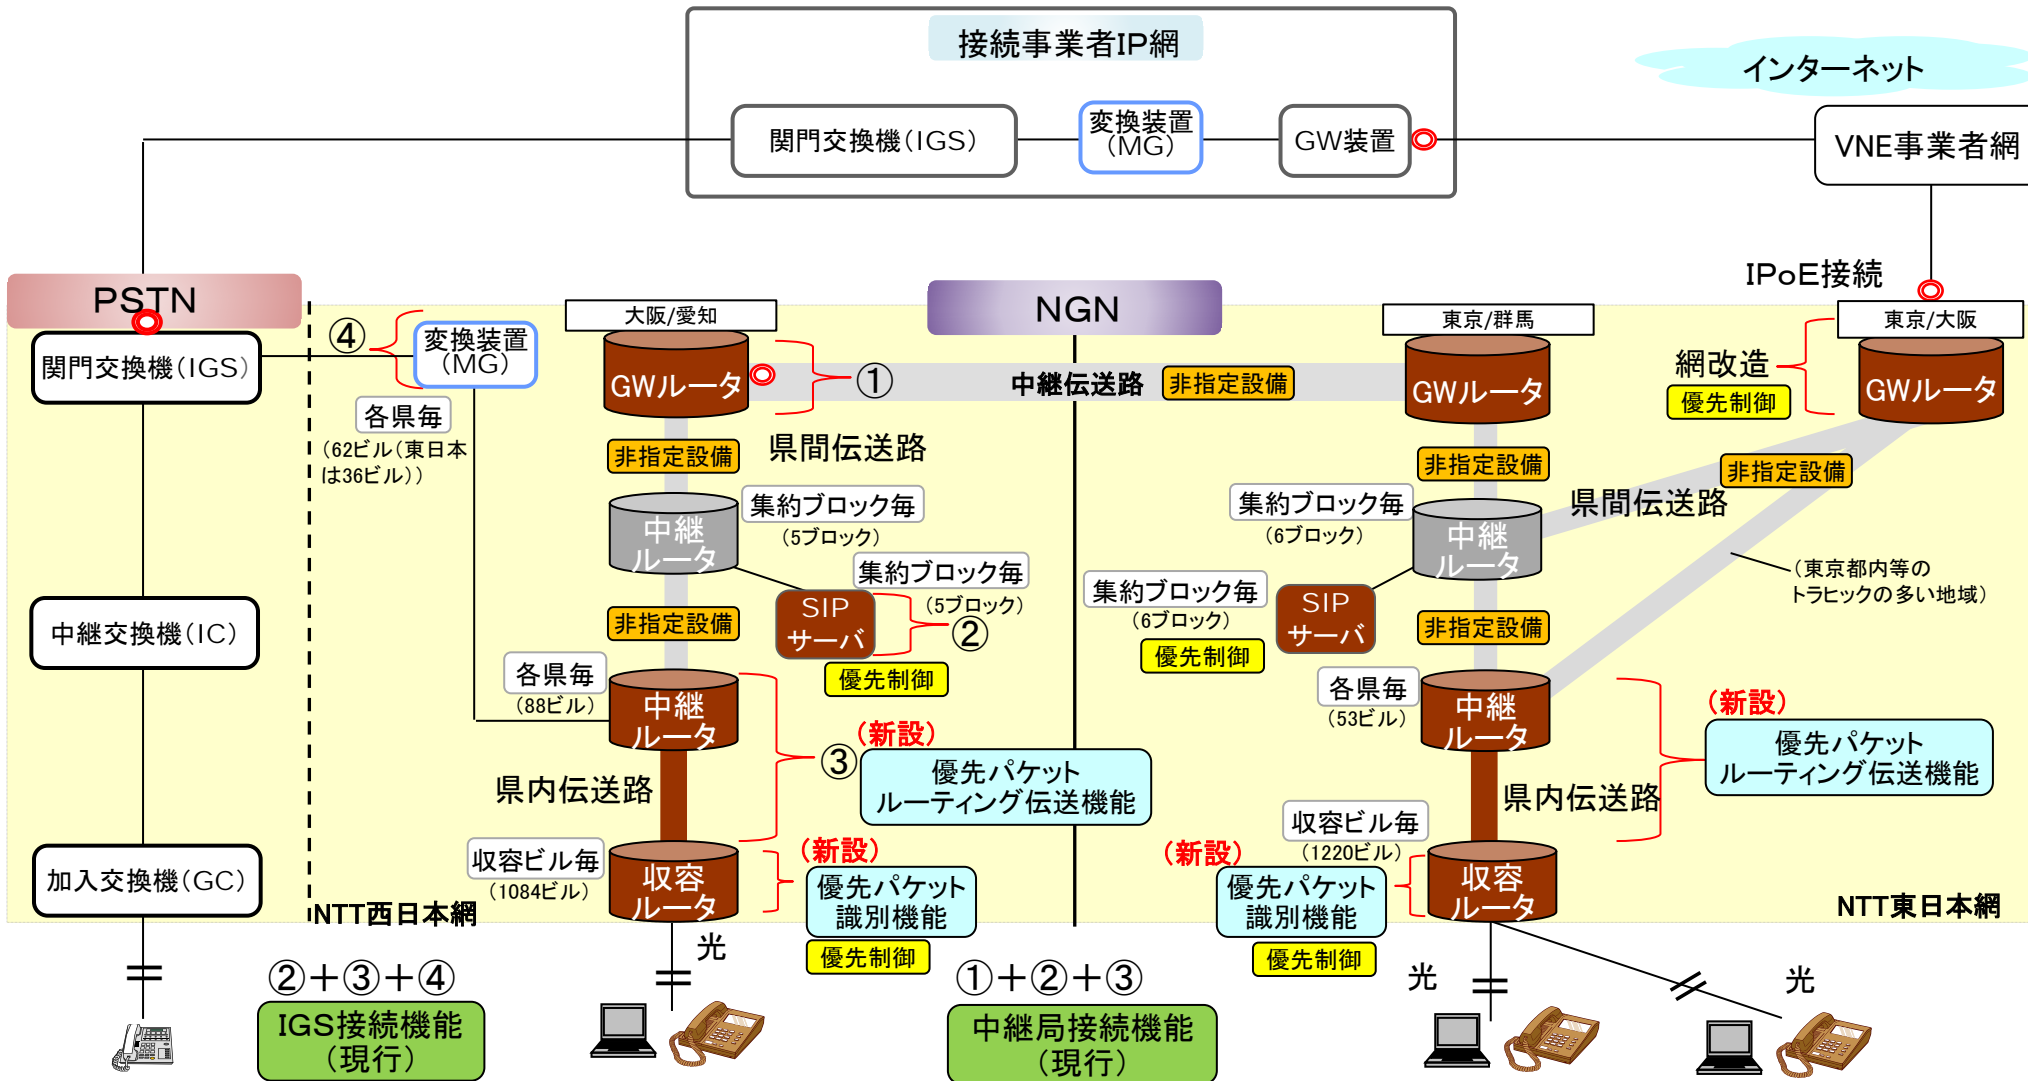 接続事業者IP網
インターネット
関門交換機(IGS)
変換装置
(MG)
GW装置
VNE事業者網
IPoE接続
PSTN
NGN
大阪/愛知
東京/群馬
東京/大阪
関門交換機(IGS)
④
変換装置
(MG)
GWルータ
①
中継伝送路
非指定設備
GWルータ
網改造
優先制御
GWルータ
各県毎
(62ビル(東日本
は36ビル))
非指定設備
県間伝送路
非指定設備
非指定設備
県間伝送路
集約ブロック毎
(5ブロック)
中継
ルータ
集約ブロック毎
(6ブロック)
中継
ルータ
集約ブロック毎
(5ブロック)
SIP
サーバ
②
優先制御
集約ブロック毎
(6ブロック)
優先制御
SIP
サーバ
(東京都内等の
トラヒックの多い地域)
中継交換機(IC)
非指定設備
非指定設備
各県毎
(88ビル)
中継
ルータ
各県毎
(53ビル)
中継
ルータ
③
(新設)
優先パケット
ルーティング伝送機能
(新設)
優先パケット
ルーティング伝送機能
県内伝送路
県内伝送路
加入交換機(GC)
収容ビル毎
(1084ビル)
収容
ルータ
(新設)
優先パケット
識別機能
優先制御
(新設)
優先パケット
識別機能
優先制御
収容ビル毎
(1220ビル)
収容
ルータ
NTT西日本網
NTT東日本網
光
光
光
②+③+④
IGS接続機能
(現行)
①+②+③
中継局接続機能
(現行)